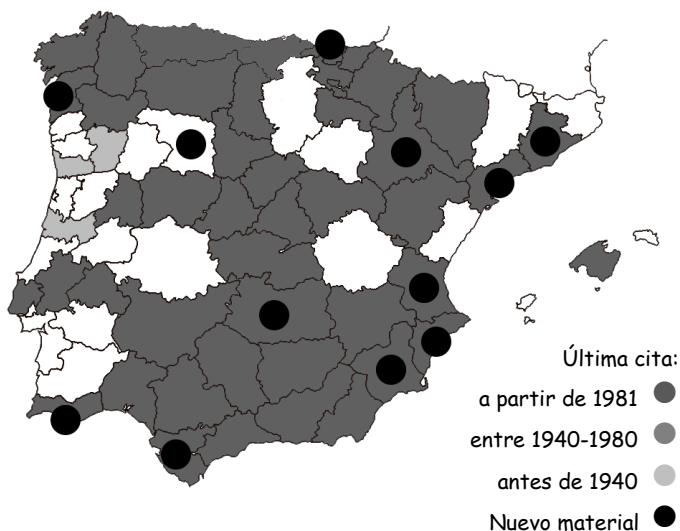 Última cita:
a partir de 1981
entre 1940-1980
antes de 1940
Nuevo material